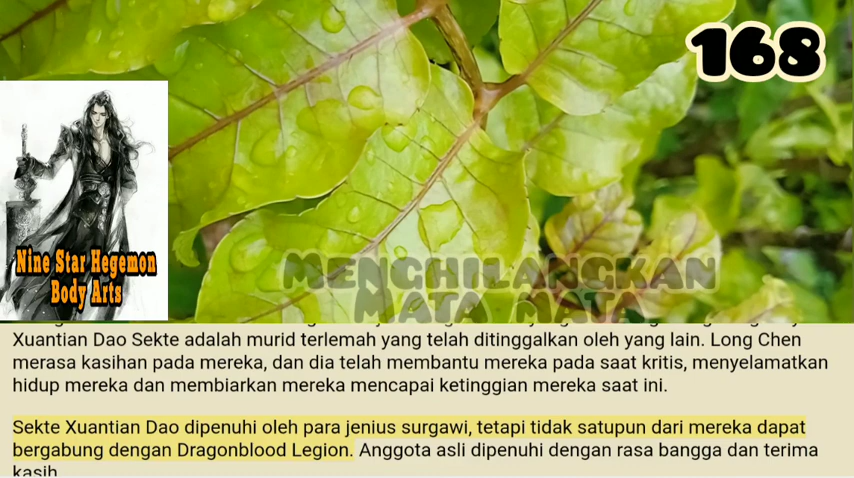 168
Nine Star Hegemon
Body Arts
MENGHILANGKAN
MATA MATA
Xuantian Dao Sekte adalah murid terlemah yang telah ditinggalkan oleh yang lain. Long Chen
merasa kasihan pada mereka, dan dia telah membantu mereka pada saat kritis, menyelamatkan
hidup mereka dan membiarkan mereka mencapai ketinggian mereka saat ini.
Sekte Xuantian Dao dipenuhi oleh para jenius surgawi, tetapi tidak satupun dari mereka dapat
bergabung dengan Dragonblood Legion. Anggota asli dipenuhi dengan rasa bangga dan terima
kasih